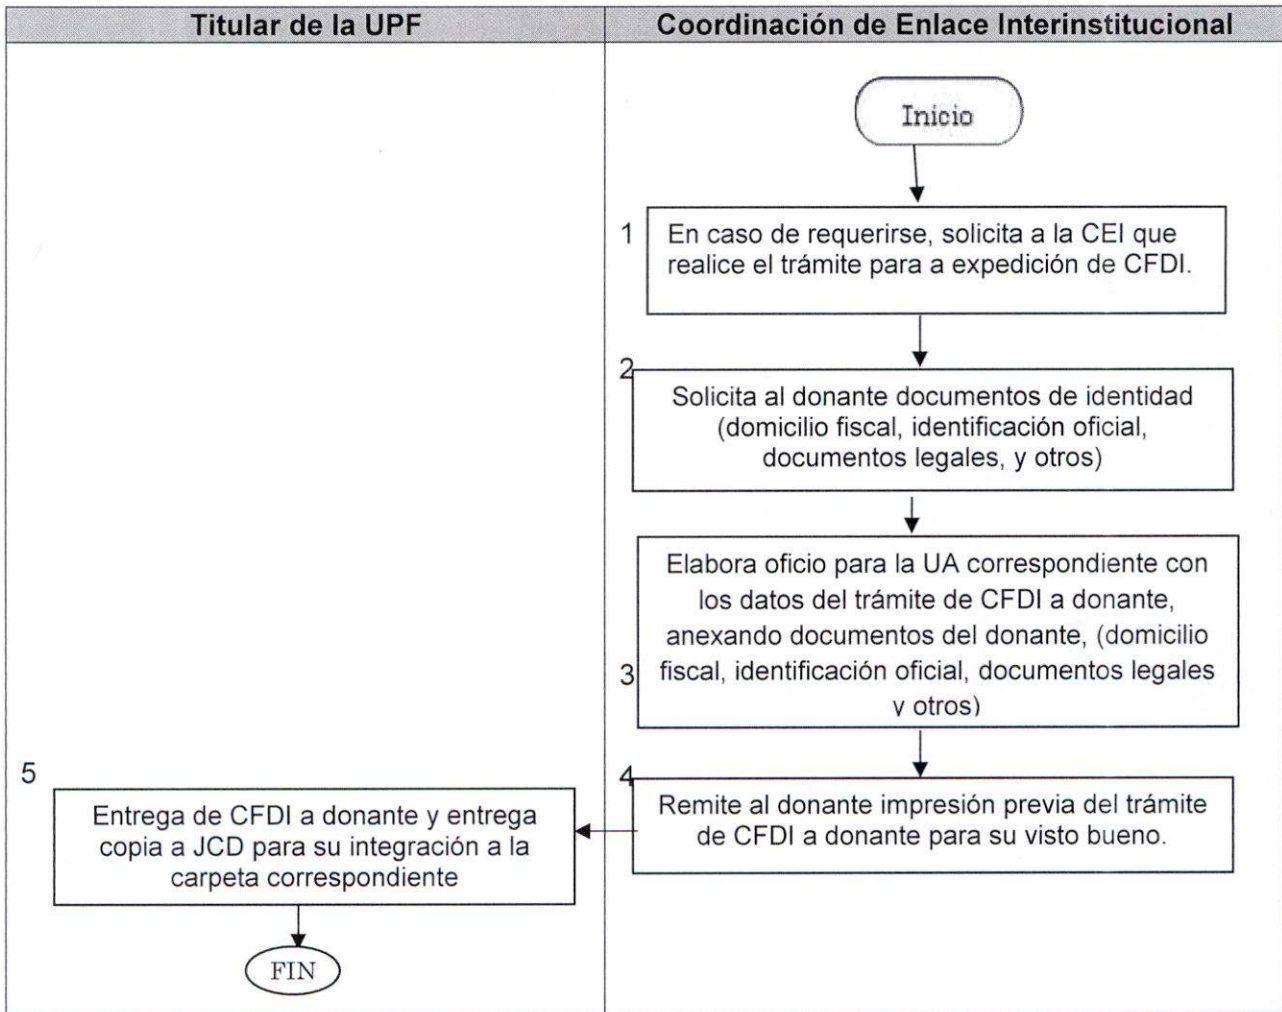 Titular de la UPF
Coordinación de Enlace Interinstitucional
Inicio
1
En caso de requerirse, solicita a la CEI que
realice el trámite para a expedición de CFDI.
2
Solicita al donante documentos de identidad
(domicilio fiscal, identificación oficial,
documentos legales, y otros)
3
Elabora oficio para la UA correspondiente con
los datos del trámite de CFDI a donante,
anexando documentos del donante, (domicilio
fiscal, identificación oficial, documentos legales
y otros)
4
Remite al donante impresión previa del trámite
de CFDI a donante para su visto bueno.
5
Entrega de CFDI a donante y entrega
copia a JCD para su integración a la
carpeta correspondiente
FIN